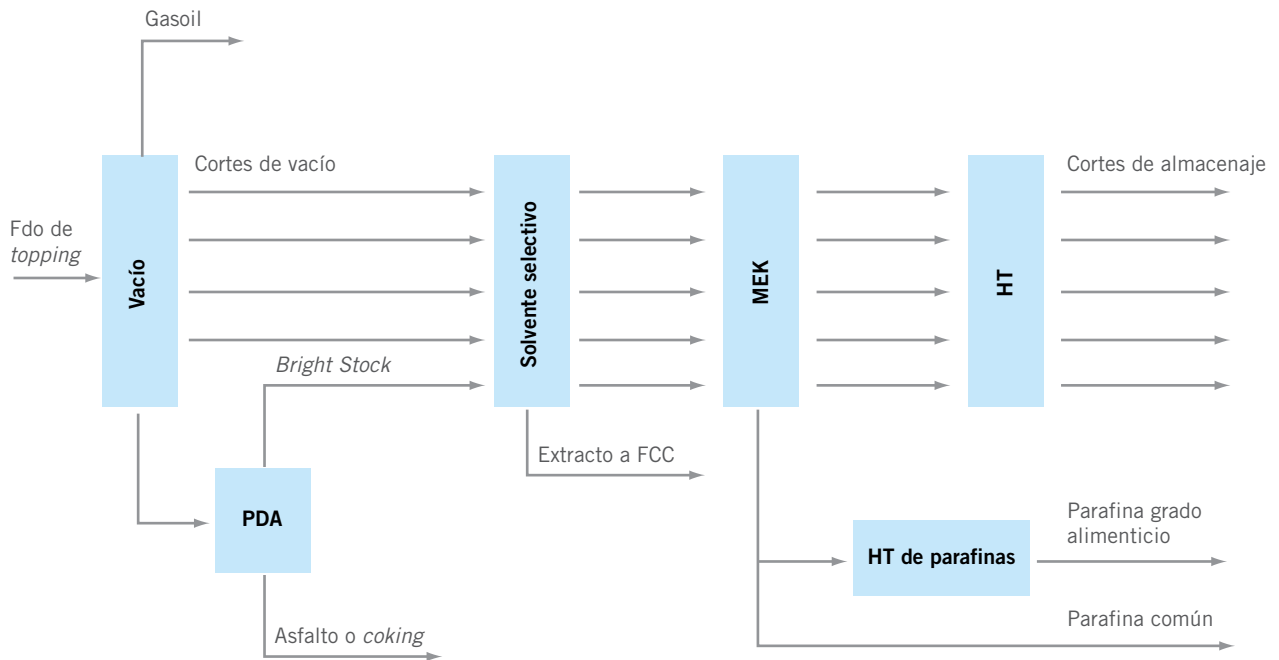 Gasoil
Cortes de vacío
Cortes de almacenaje
Fdo de
topping
Vacío
Solvente selectivo
MEK
HT
Bright Stock
Extracto a FCC
PDA
Parafina grado
alimenticio
HT de parafinas
Parafina común
Asfalto o coking